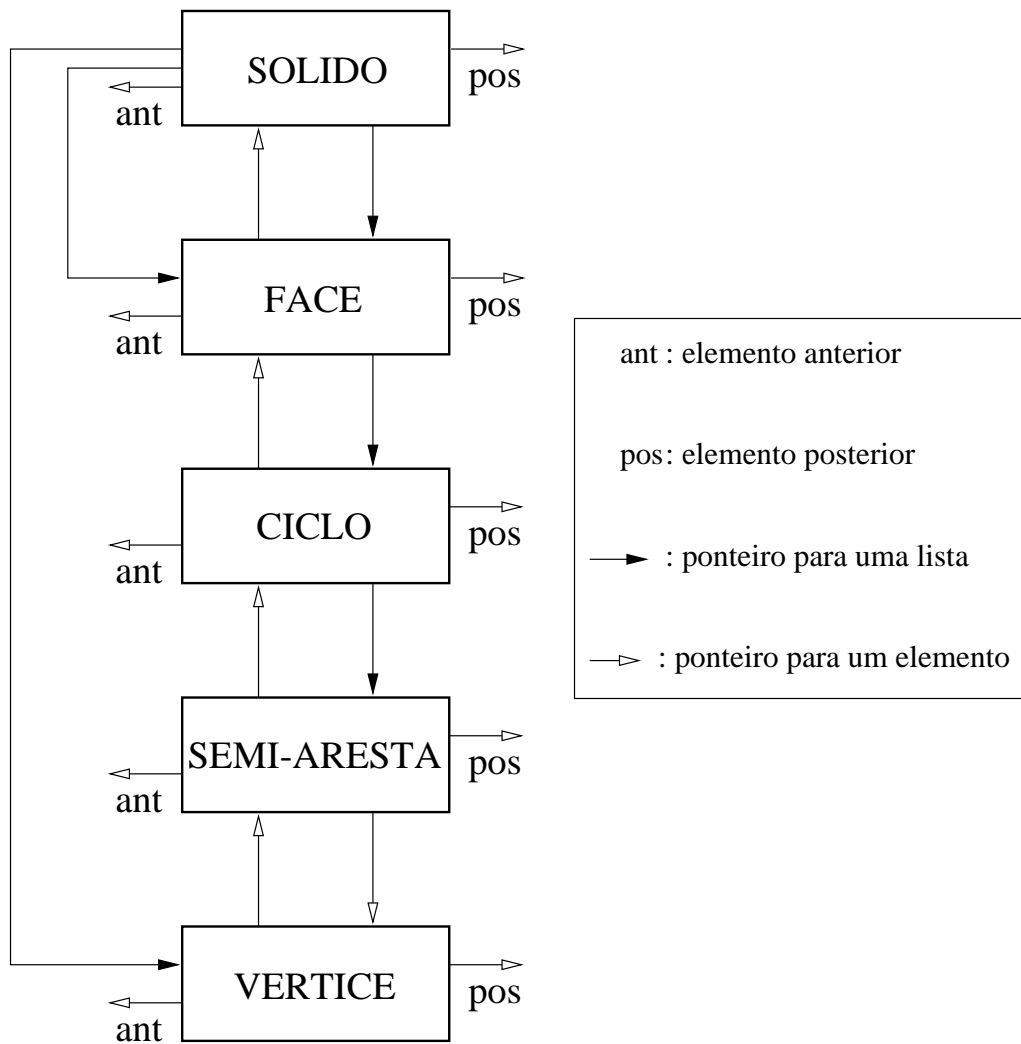 SOLIDO
pos
ant
FACE
pos
ant
ant : elemento anterior
pos : elemento posterior
CICLO
pos
ant
: ponteiro para uma lista
: ponteiro para um elemento
SEMI-ARESTA
pos
ant
VERTICE
pos
ant